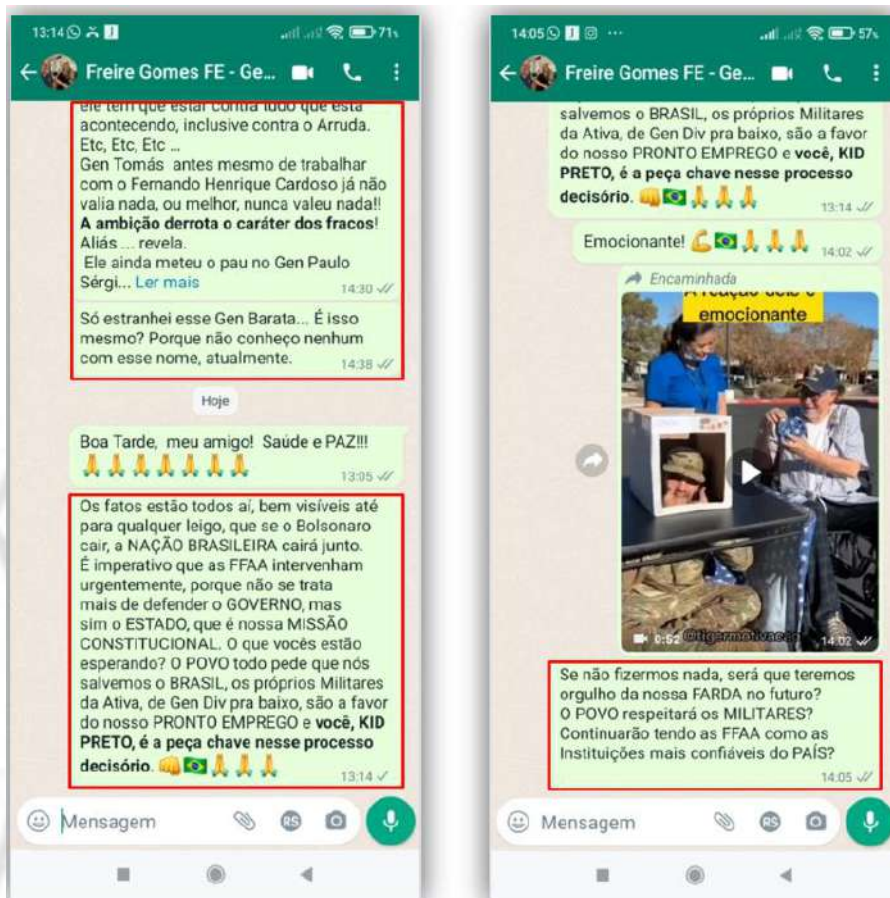 13:14 71%
Freire Gomes FE - Ge...
ele tem que estar contra tudo que está
acontecendo, inclusive contra o Arruda.
Etc, Etc, Etc ...
Gen Tomás antes mesmo de trabalhar
com o Fernando Henrique Cardoso já não
valia nada, ou melhor, nunca valeu nada!!
A ambição derrota o caráter dos fracos!
Aliás ... revela.
Ele ainda meteu o pau no Gen Paulo
Sérgi... Ler mais
14:30
Só estranhei esse Gen Barata... É isso
mesmo? Porque não conheço nenhum
com esse nome, atualmente.
14:38
Hoje
Boa Tarde, meu amigo! Saúde e PAZ!!!
🙏🙏🙏🙏🙏🙏🙏
13:05
Os fatos estão todos aí, bem visíveis até
para qualquer leigo, que se o Bolsonaro
cair, a NAÇÃO BRASILEIRA cairá junto.
É imperativo que as FFAA intervenham
urgentemente, porque não se trata
mais de defender o GOVERNO, mas
sim o ESTADO, que é nossa MISSÃO
CONSTITUCIONAL. O que vocês estão
esperando? O POVO todo pede que nós
salvemos o BRASIL, os próprios Militares
da Ativa, de Gen Div pra baixo, são a favor
do nosso PRONTO EMPREGO e você, KID
PRETO, é a peça chave nesse processo
decisório. 👊🇧🇷🙏🙏🙏
13:14
Mensagem
RS
14:05 57%
Freire Gomes FE - Ge...
salvemos o BRASIL, os próprios Militares
da Ativa, de Gen Div pra baixo, são a favor
do nosso PRONTO EMPREGO e você, KID
PRETO, é a peça chave nesse processo
decisório. 👊🇧🇷🙏🙏🙏
13:14
Emocionante! 💪🇧🇷🙏🙏🙏
14:02
Encaminhada
A reação dele é
emocionante
0:52 @tigermotivacao 14:02
Se não fizermos nada, será que teremos
orgulho da nossa FARDA no futuro?
O POVO respeitará os MILITARES?
Continuarão tendo as FFAA como as
Instituições mais confiáveis do PAÍS?
14:05
Mensagem
RS